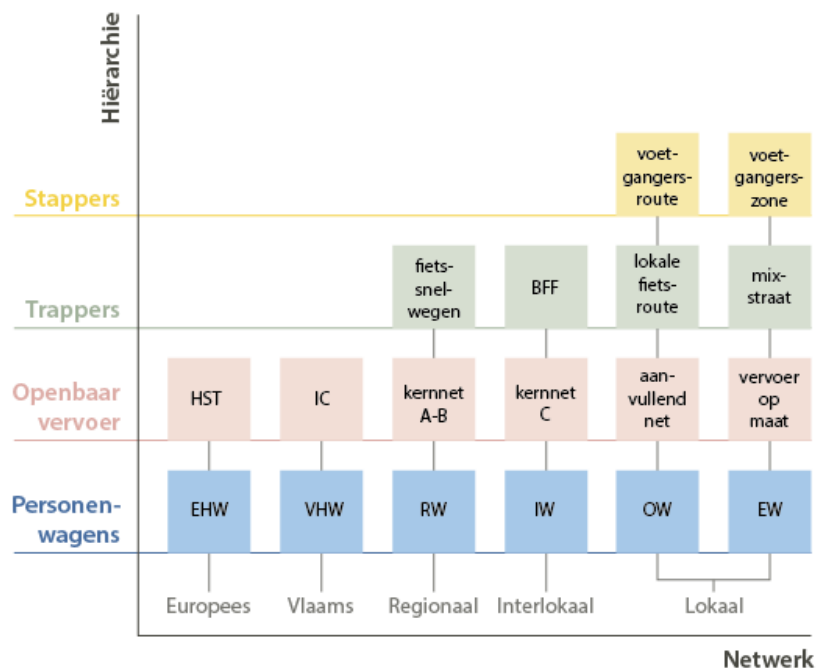 Hiërarchie
Stappers
voet-
gangers-
route
voet-
gangers-
zone
Trappers
fiets-
snel-
wegen
BFF
lokale
fiets-
route
mix-
straat
Openbaar
vervoer
HST
IC
kernnet
A-B
kernnet
C
aan-
vullend
net
vervoer
op
maat
Personen-
wagens
EHW
VHW
RW
IW
OW
EW
Europees
Vlaams
Regionaal
Interlokaal
Lokaal
Netwerk